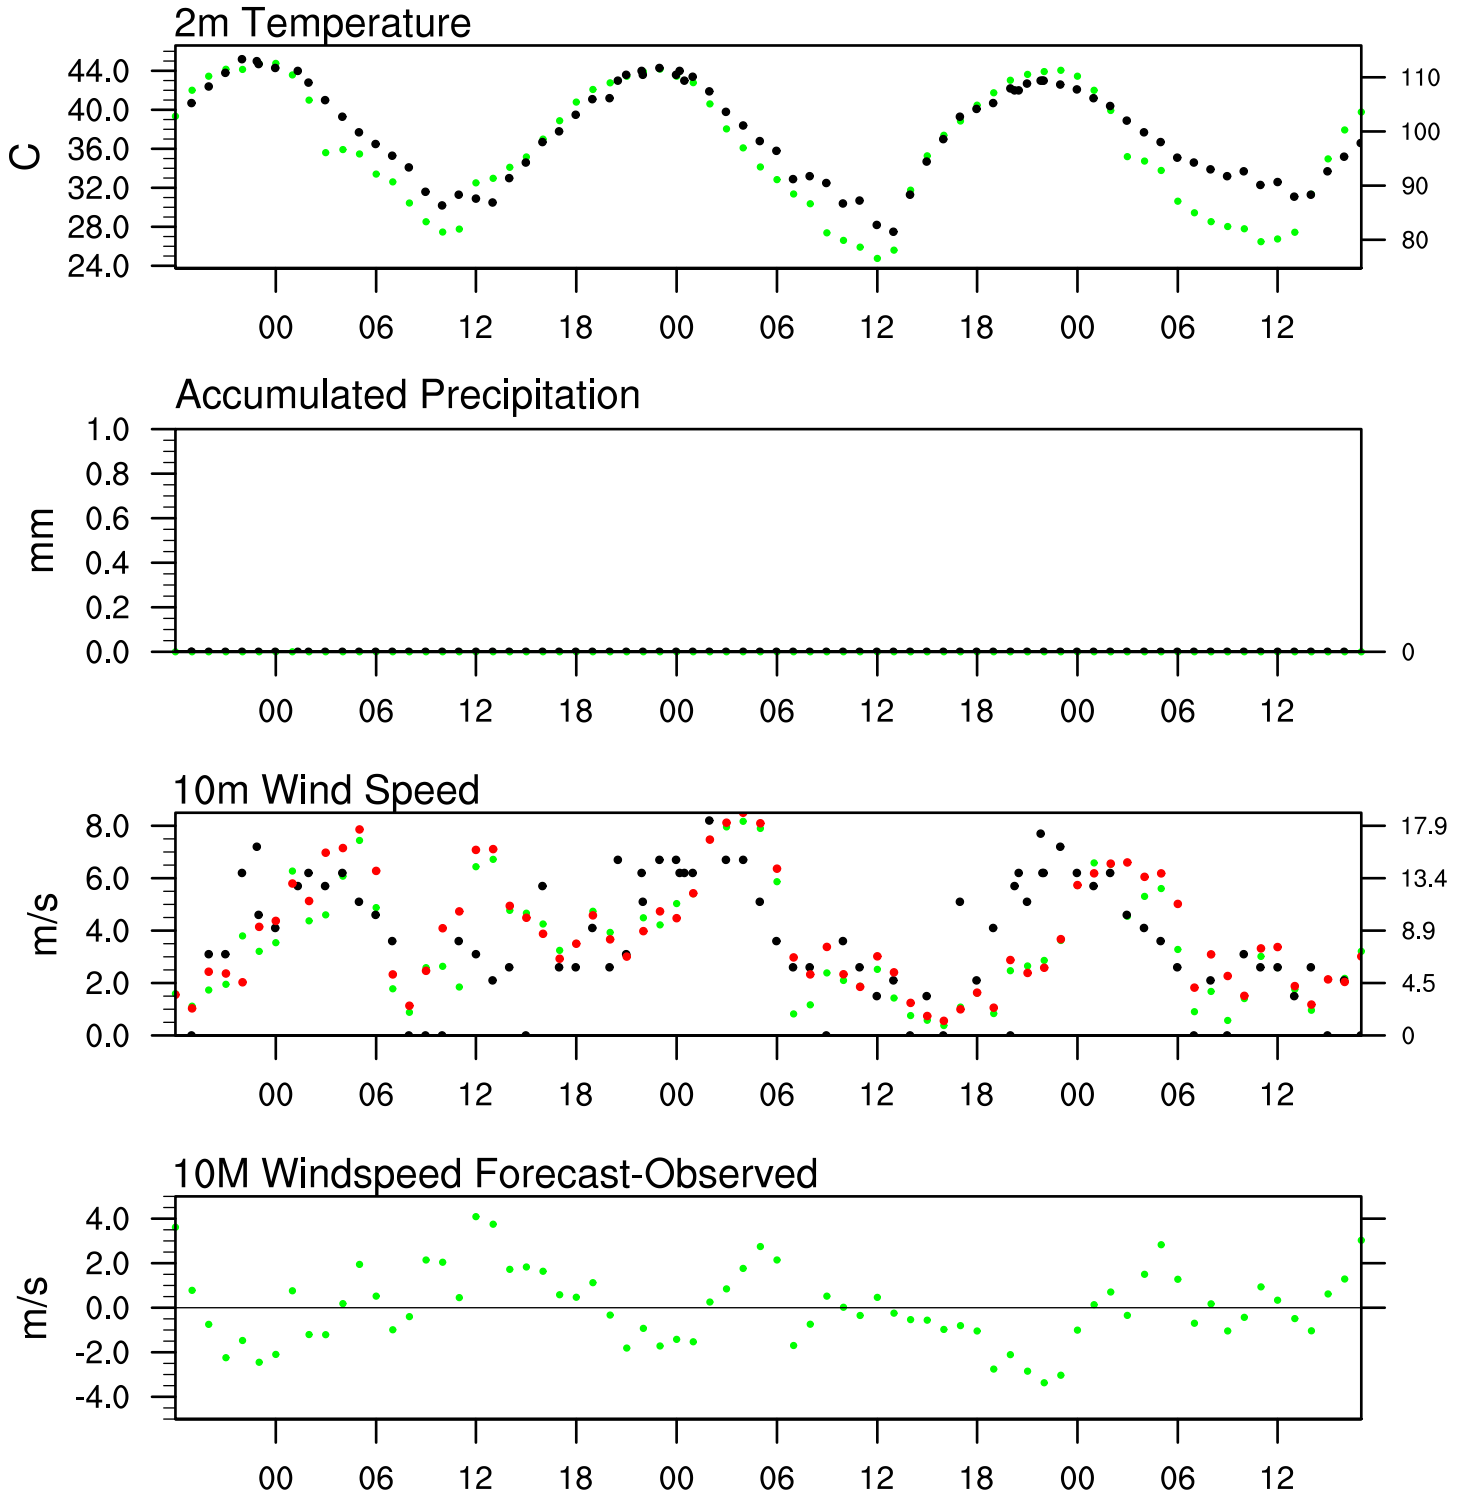 2m Temperature
44.0
40.0
36.0
32.0
28.0
24.0
C
110
100
90
80
00 06 12 18 00 06 12 18 00 06 12
Accumulated Precipitation
1.0
0.8
0.6
0.4
0.2
0.0
mm
0
00 06 12 18 00 06 12 18 00 06 12
10m Wind Speed
8.0
6.0
4.0
2.0
0.0
m/s
17.9
13.4
8.9
4.5
0
00 06 12 18 00 06 12 18 00 06 12
10M Windspeed Forecast-Observed
4.0
2.0
0.0
-2.0
-4.0
m/s
00 06 12 18 00 06 12 18 00 06 12